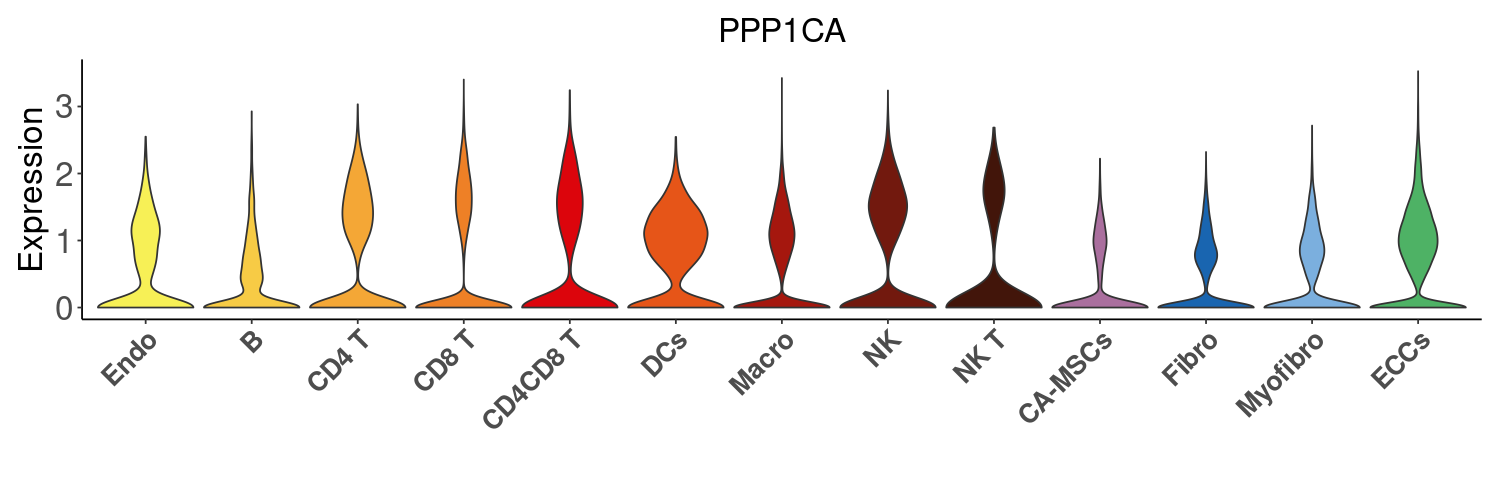 PPP1CA
Expression
3
2
1
0
Endo
B
CD4 T
CD8 T
CD4CD8 T
DCs
Macro
NK
NK T
CA-MSCs
Fibro
Myofibro
ECCs